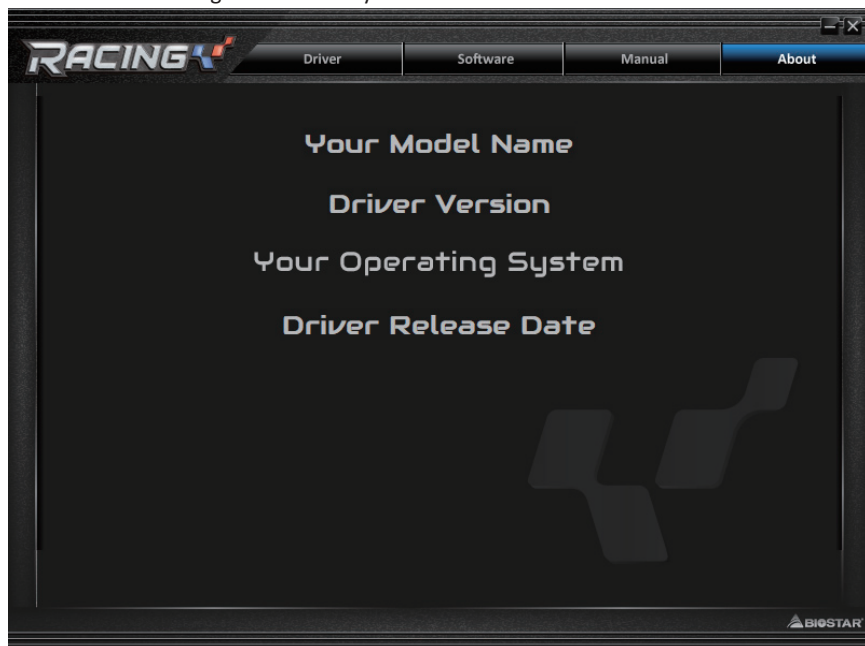 RACING
Driver Software Manual About
Your Model Name
Driver Version
Your Operating System
Driver Release Date
BIOSTAR